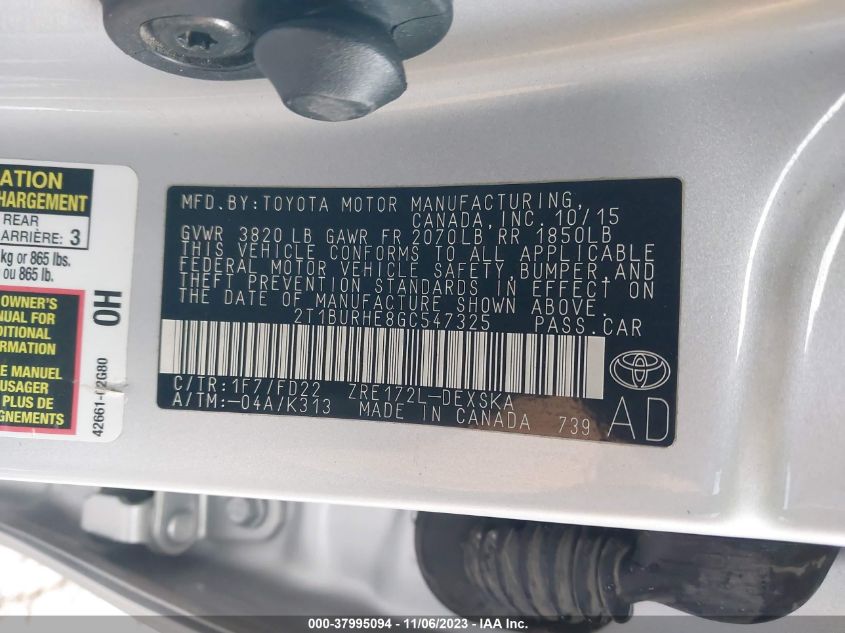 ATION
CHARGEMENT
REAR
ARRIÈRE: 3
kg or 865 lbs.
ou 865 lb.
OWNER'S
NUAL FOR
DITIONAL
RMATION
E MANUEL
USAGER
PLUS DE
GNEMENTS
OH
MFD. BY: TOYOTA MOTOR MANUFACTURING,
CANADA, INC. 10/15
GVWR 3820 LB GAWR FR 2070LB, RR 1850LB
THIS VEHICLE CONFORMS TO ALL APPLICABLE
FEDERAL MOTOR VEHICLE SAFETY, BUMPER, AND
THEFT PREVENTION STANDARDS IN EFFECT ON
THE DATE OF MANUFACTURE SHOWN ABOVE.
2T1BURHE8GC547325 PASS. CAR
C/TR: 1F7/FD22 ZRE172L-DEXSKA
A/TM: -04A/K313 MADE IN CANADA 739
AD
000-37995094 - 11/06/2023 - IAA Inc.